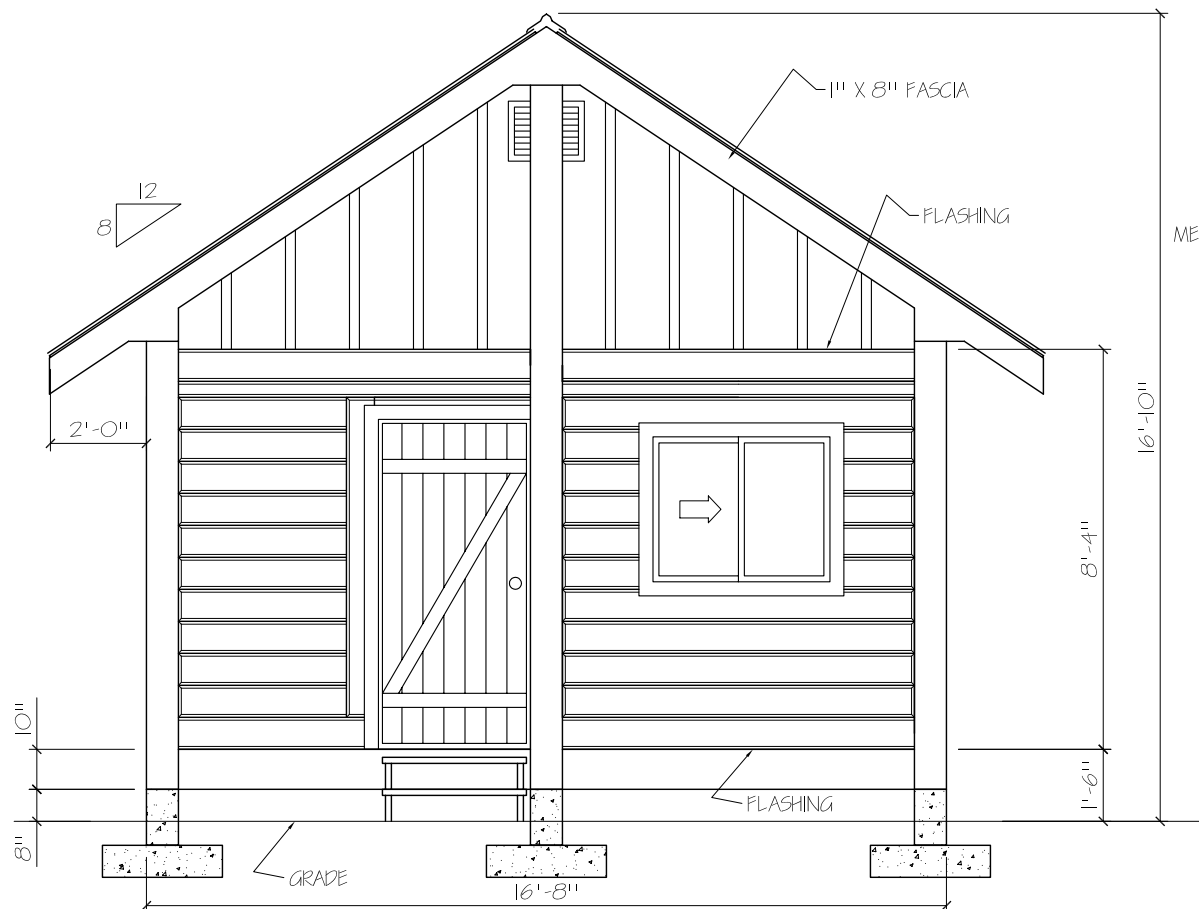 1" X 8" FASCIA
12
8
FLASHING
ME
16'-10"
2'-0"
8'-4"
10"
1'-6"
FLASHING
8"
GRADE
16'-8"